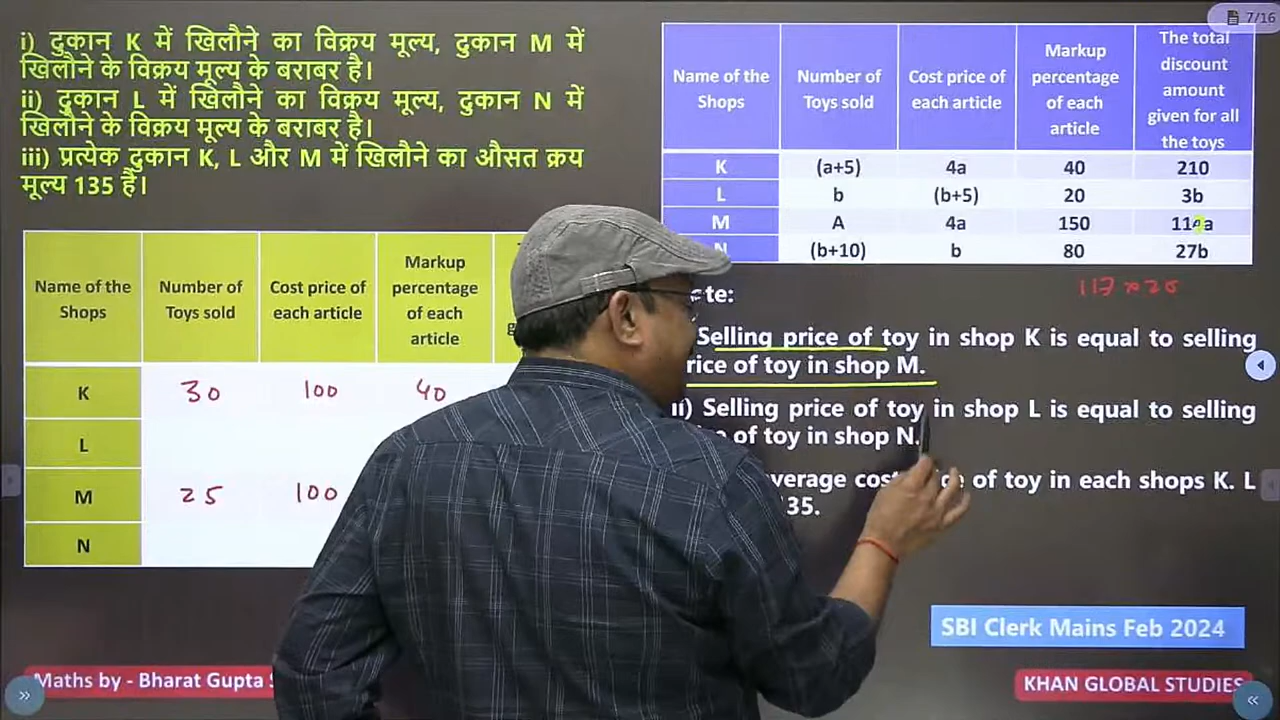 7/16
i) दुकान K में खिलौने का विक्रय मूल्य, दुकान M में
खिलौने के विक्रय मूल्य के बराबर है।
ii) दुकान L में खिलौने का विक्रय मूल्य, दुकान N में
खिलौने के विक्रय मूल्य के बराबर है।
iii) प्रत्येक दुकान K, L और M में खिलौने का औसत क्रय
मूल्य 135 है।
Name of the Shops | Number of Toys sold | Cost price of each article | Markup percentage of each article | The total discount amount given for all the toys
K | (a+5) | 4a | 40 | 210
L | b | (b+5) | 20 | 3b
M | A | 4a | 150 | a
N | (b+10) | b | 80 | 27b
117 × 25
Name of the Shops | Number of Toys sold | Cost price of each article | Markup percentage of each article
K | 30 | 100 | 40
L
M | 25 | 100
N
te:
Selling price of toy in shop K is equal to selling
rice of toy in shop M.
ii) Selling price of toy in shop L is equal to selling
of toy in shop N.
verage cos of toy in each shops K. L
35.
SBI Clerk Mains Feb 2024
Maths by - Bharat Gupta S
KHAN GLOBAL STUDIES